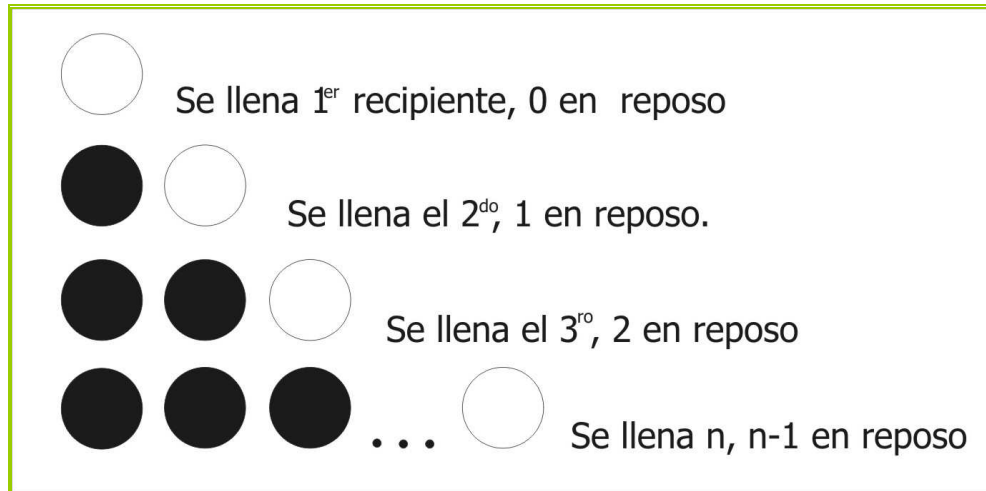 Se llena 1er recipiente, 0 en reposo
Se llena el 2do, 1 en reposo.
Se llena el 3ro, 2 en reposo
... Se llena n, n-1 en reposo